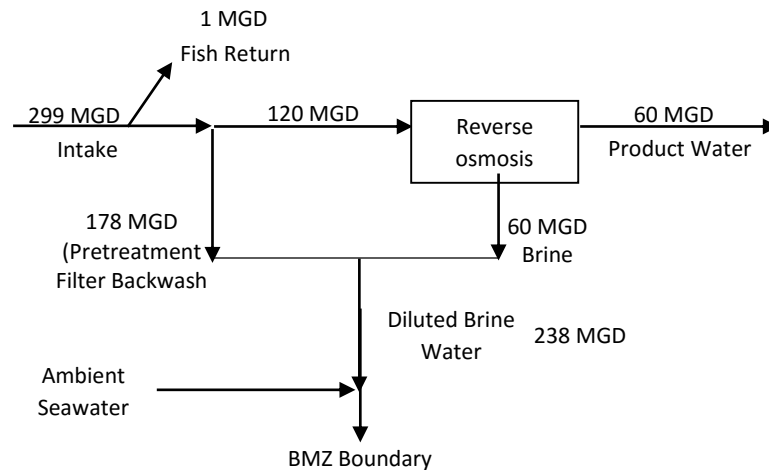 1 MGD
Fish Return
299 MGD
Intake
120 MGD
Reverse
osmosis
60 MGD
Product Water
178 MGD
(Pretreatment
Filter Backwash
60 MGD
Brine
Diluted Brine
Water
238 MGD
Ambient
Seawater
BMZ Boundary